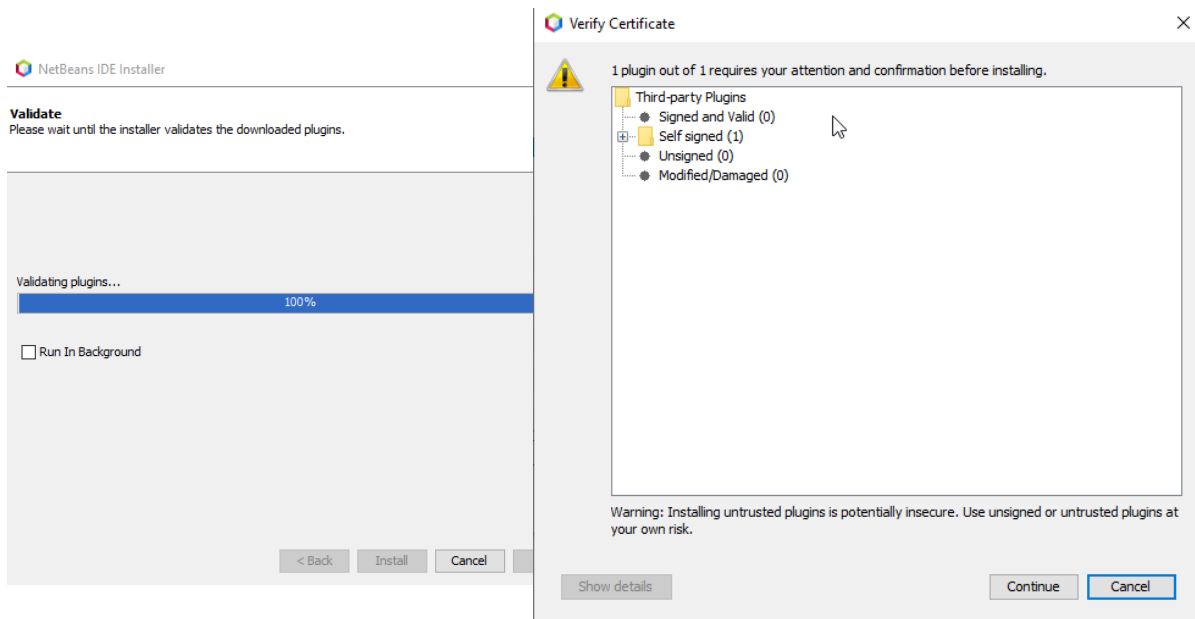 NetBeans IDE Installer
Validate
Please wait until the installer validates the downloaded plugins.
Validating plugins...
100%
Run In Background
< Back
Install
Cancel
Verify Certificate
1 plugin out of 1 requires your attention and confirmation before installing.
Third-party Plugins
Signed and Valid (0)
Self signed (1)
Unsigned (0)
Modified/Damaged (0)
Warning: Installing untrusted plugins is potentially insecure. Use unsigned or untrusted plugins at
your own risk.
Show details
Continue
Cancel